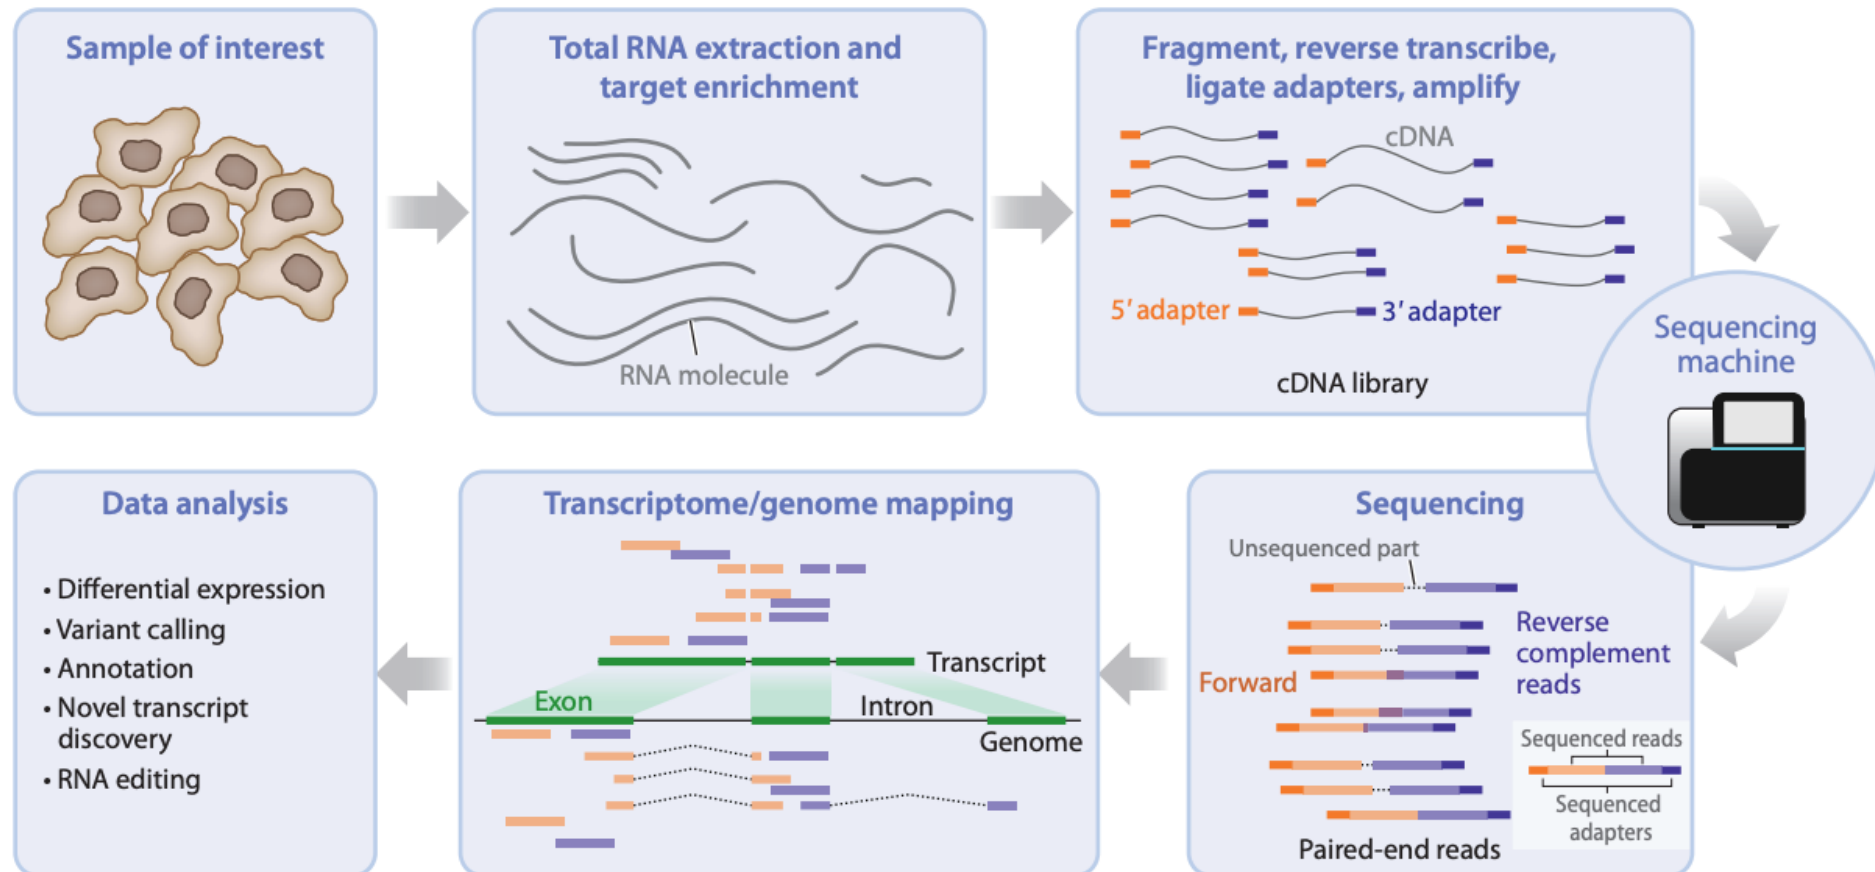 Sample of interest
Total RNA extraction and
target enrichment
RNA molecule
Fragment, reverse transcribe,
ligate adapters, amplify
cDNA
5′ adapter
3′ adapter
cDNA library
Sequencing
machine
Sequencing
Unsequenced part
Forward
Reverse
complement
reads
Sequenced reads
Sequenced
adapters
Paired-end reads
Transcriptome/genome mapping
Transcript
Exon
Intron
Genome
Data analysis
• Differential expression
• Variant calling
• Annotation
• Novel transcript
discovery
• RNA editing